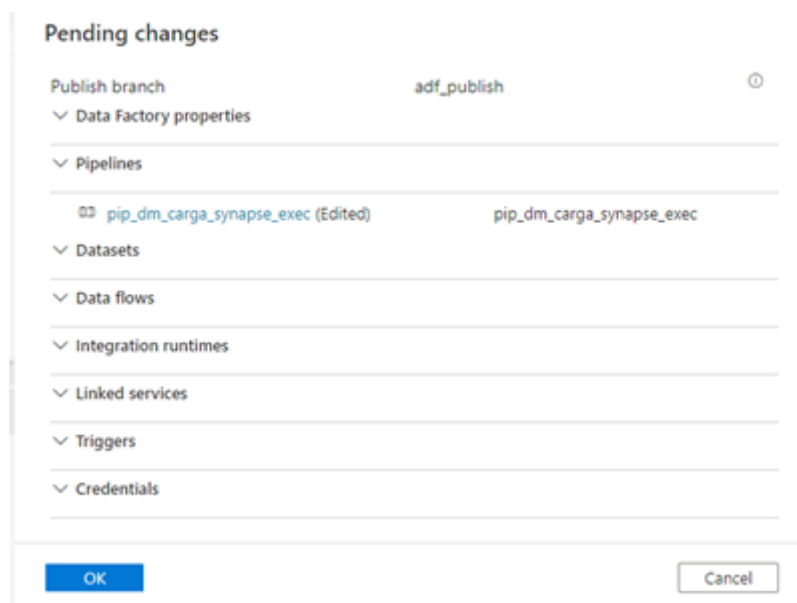 Pending changes
Publish branch adf_publish
Data Factory properties
Pipelines
pip_dm_carga_synapse_exec (Edited) pip_dm_carga_synapse_exec
Datasets
Data flows
Integration runtimes
Linked services
Triggers
Credentials
OK Cancel